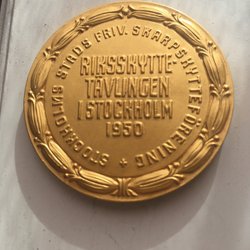 STOCKHOLMS STADS FRIV. SKARPSKYTTEFÖRENING
RIKSSKYTTE
TÄVLINGEN
I STOCKHOLM
1950